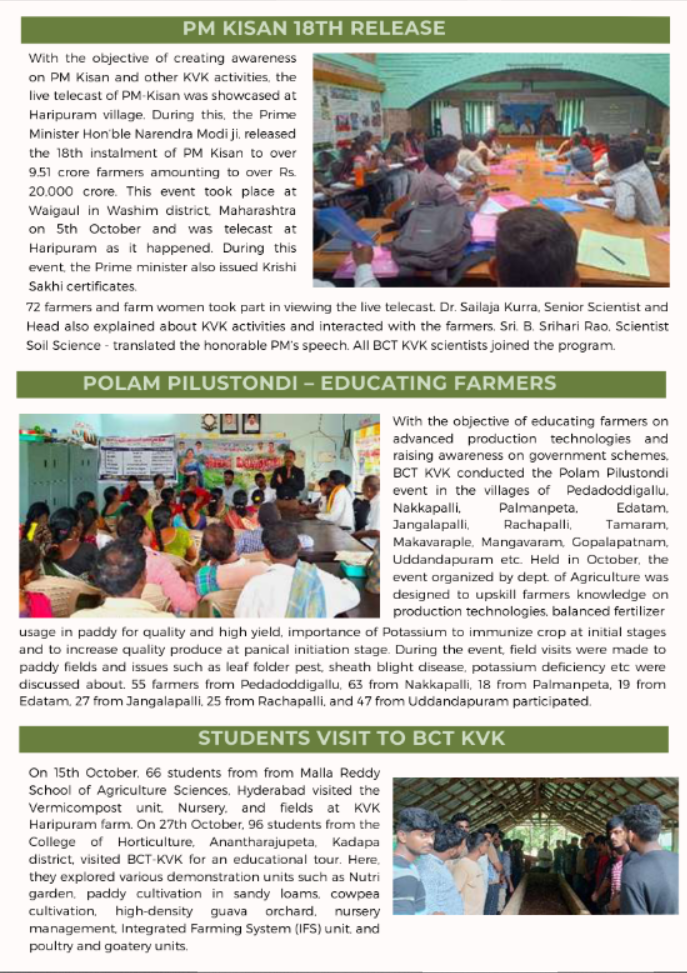 PM KISAN 18TH RELEASE
With the objective of creating awareness
on PM Kisan and other KVK activities, the
live telecast of PM-Kisan was showcased at
Haripuram village. During this, the Prime
Minister Hon'ble Narendra Modi ji, released
the 18th instalment of PM Kisan to over
9.51 crore farmers amounting to over Rs.
20,000 crore. This event took place at
Waigaul in Washim district, Maharashtra
on 5th October and was telecast at
Haripuram as it happened. During this
event, the Prime minister also issued Krishi
Sakhi certificates.
72 farmers and farm women took part in viewing the live telecast. Dr. Sailaja Kurra, Senior Scientist and
Head also explained about KVK activities and interacted with the farmers. Sri. B. Srihari Rao, Scientist
Soil Science - translated the honorable PM's speech. All BCT KVK scientists joined the program.
POLAM PILUSTONDI – EDUCATING FARMERS
With the objective of educating farmers on
advanced production technologies and
raising awareness on government schemes,
BCT KVK conducted the Polam Pilustondi
event in the villages of Pedadoddigallu,
Nakkapalli, Palmanpeta, Edatam,
Jangalapalli, Rachapalli, Tamaram,
Makavaraple, Mangavaram, Gopalapatnam,
Uddandapuram etc. Held in October, the
event organized by dept. of Agriculture was
designed to upskill farmers knowledge on
production technologies, balanced fertilizer
usage in paddy for quality and high yield, importance of Potassium to immunize crop at initial stages
and to increase quality produce at panical initiation stage. During the event, field visits were made to
paddy fields and issues such as leaf folder pest, sheath blight disease, potassium deficiency etc were
discussed about. 55 farmers from Pedadoddigallu, 63 from Nakkapalli, 18 from Palmanpeta, 19 from
Edatam, 27 from Jangalapalli, 25 from Rachapalli, and 47 from Uddandapuram participated.
STUDENTS VISIT TO BCT KVK
On 15th October, 66 students from from Malla Reddy
School of Agriculture Sciences, Hyderabad visited the
Vermicompost unit, Nursery, and fields at KVK
Haripuram farm. On 27th October, 96 students from the
College of Horticulture, Anantharajupeta, Kadapa
district, visited BCT-KVK for an educational tour. Here,
they explored various demonstration units such as Nutri
garden, paddy cultivation in sandy loams, cowpea
cultivation, high-density guava orchard, nursery
management, Integrated Farming System (IFS) unit, and
poultry and goatery units.